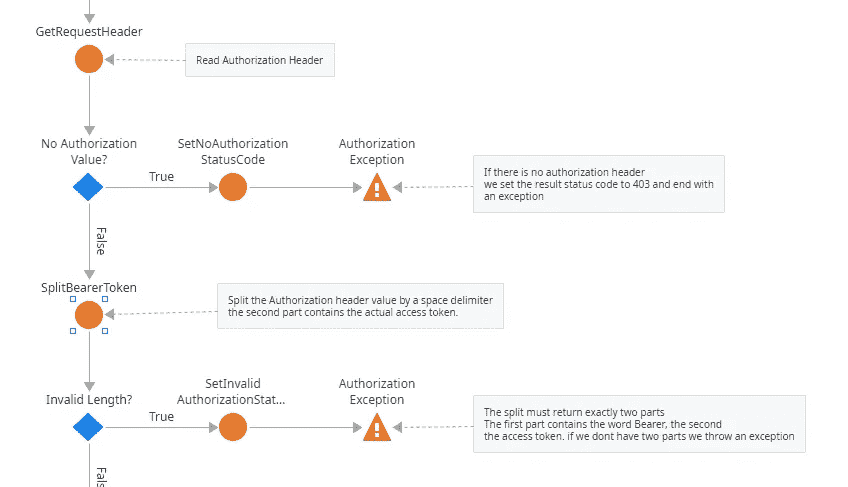 GetRequestHeader
Read Authorization Header
No Authorization
Value?
True
SetNoAuthorization
StatusCode
Authorization
Exception
If there is no authorization header
we set the result status code to 403 and end with
an exception
False
SplitBearerToken
Split the Authorization header value by a space delimiter
the second part contains the actual access token.
Invalid Length?
True
SetInvalid
AuthorizationStat...
Authorization
Exception
The split must return exactly two parts
The first part contains the word Bearer, the second
the access token. if we dont have two parts we throw an exception